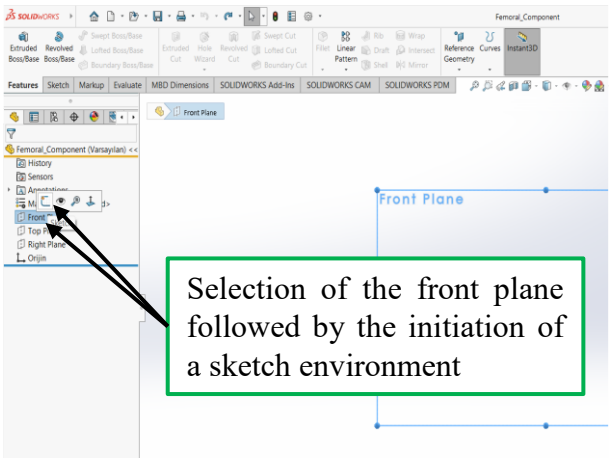 SOLIDWORKS
Femoral_Component
Extruded Boss/Base
Revolved Boss/Base
Swept Boss/Base
Lofted Boss/Base
Boundary Boss/Base
Extruded Cut
Hole Wizard
Revolved Cut
Swept Cut
Lofted Cut
Boundary Cut
Fillet
Linear Pattern
Rib
Draft
Shell
Wrap
Intersect
Mirror
Reference Geometry
Curves
Instant3D
Features Sketch Markup Evaluate MBD Dimensions SOLIDWORKS Add-Ins SOLIDWORKS CAM SOLIDWORKS PDM
Front Plane
Femoral_Component (Varsayılan) <<
History
Sensors
Annotations
Front
Top
Right Plane
Orijin
Front Plane
Selection of the front plane
followed by the initiation of
a sketch environment